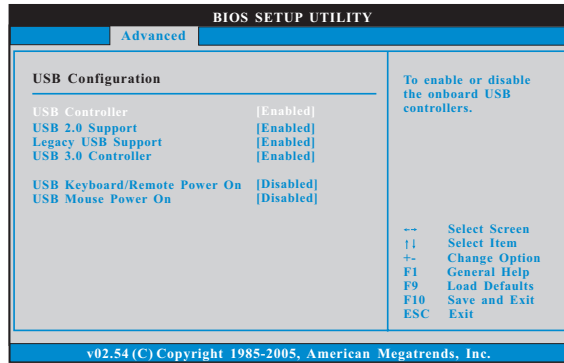 BIOS SETUP UTILITY
Advanced
USB Configuration
USB Controller [Enabled]
USB 2.0 Support [Enabled]
Legacy USB Support [Enabled]
USB 3.0 Controller [Enabled]
USB Keyboard/Remote Power On [Disabled]
USB Mouse Power On [Disabled]
To enable or disable
the onboard USB
controllers.
←→ Select Screen
↑↓ Select Item
+- Change Option
F1 General Help
F9 Load Defaults
F10 Save and Exit
ESC Exit
v02.54 (C) Copyright 1985-2005, American Megatrends, Inc.